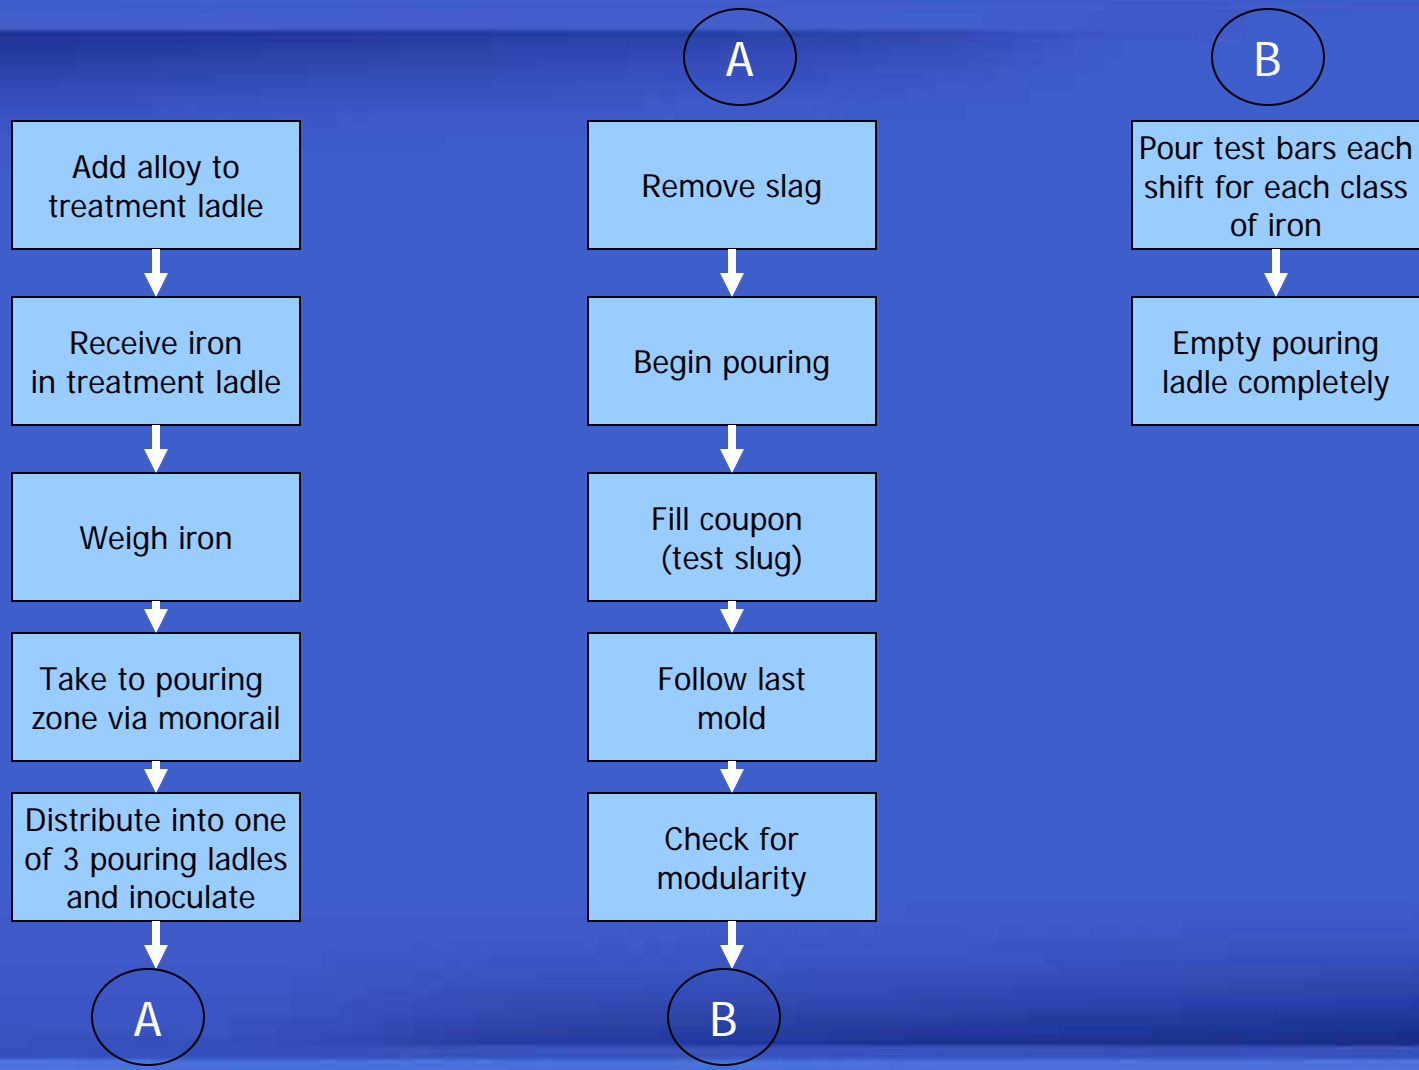 Add alloy to
treatment ladle
Receive iron
in treatment ladle
Weigh iron
Take to pouring
zone via monorail
Distribute into one
of 3 pouring ladles
and inoculate
A
A
Remove slag
Begin pouring
Fill coupon
(test slug)
Follow last
mold
Check for
modularity
B
B
Pour test bars each
shift for each class
of iron
Empty pouring
ladle completely